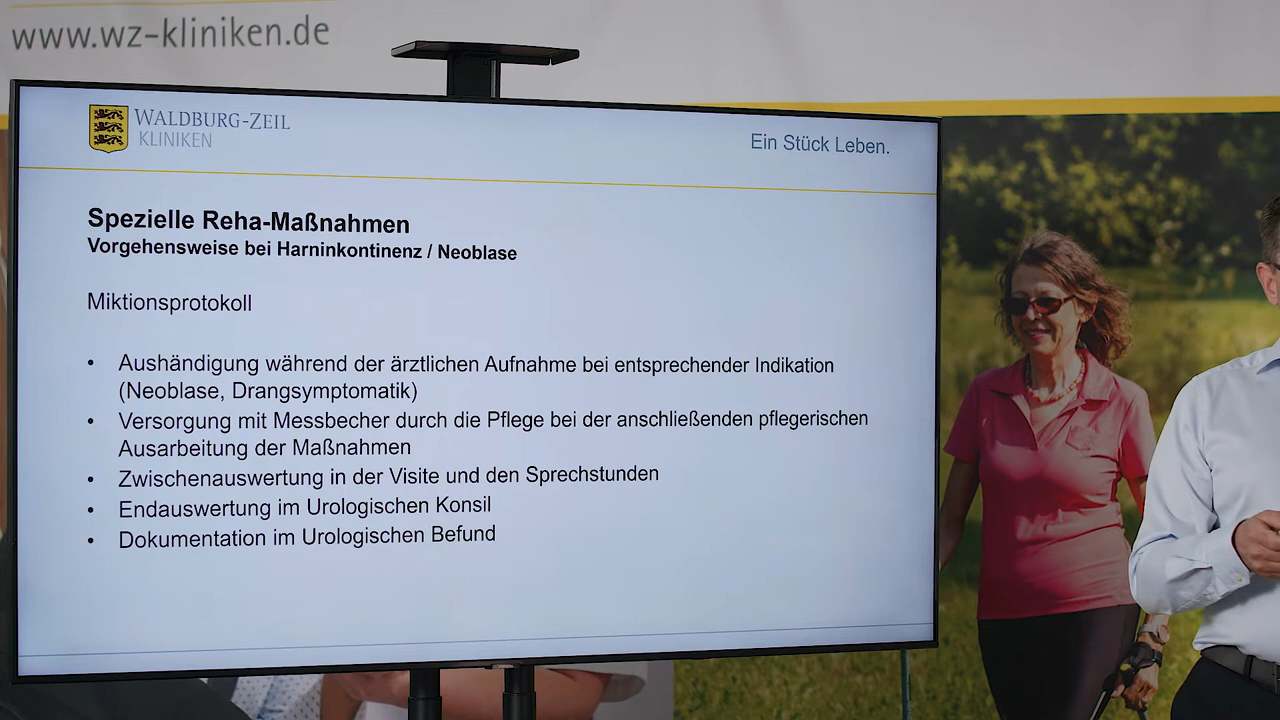 www.wz-kliniken.de
WALDBURG-ZEIL
KLINIKEN
Ein Stück Leben.
Spezielle Reha-Maßnahmen
Vorgehensweise bei Harninkontinenz / Neoblase
Miktionsprotokoll
• Aushändigung während der ärztlichen Aufnahme bei entsprechender Indikation
(Neoblase, Drangsymptomatik)
• Versorgung mit Messbecher durch die Pflege bei der anschließenden pflegerischen
Ausarbeitung der Maßnahmen
• Zwischenauswertung in der Visite und den Sprechstunden
• Endauswertung im Urologischen Konsil
• Dokumentation im Urologischen Befund